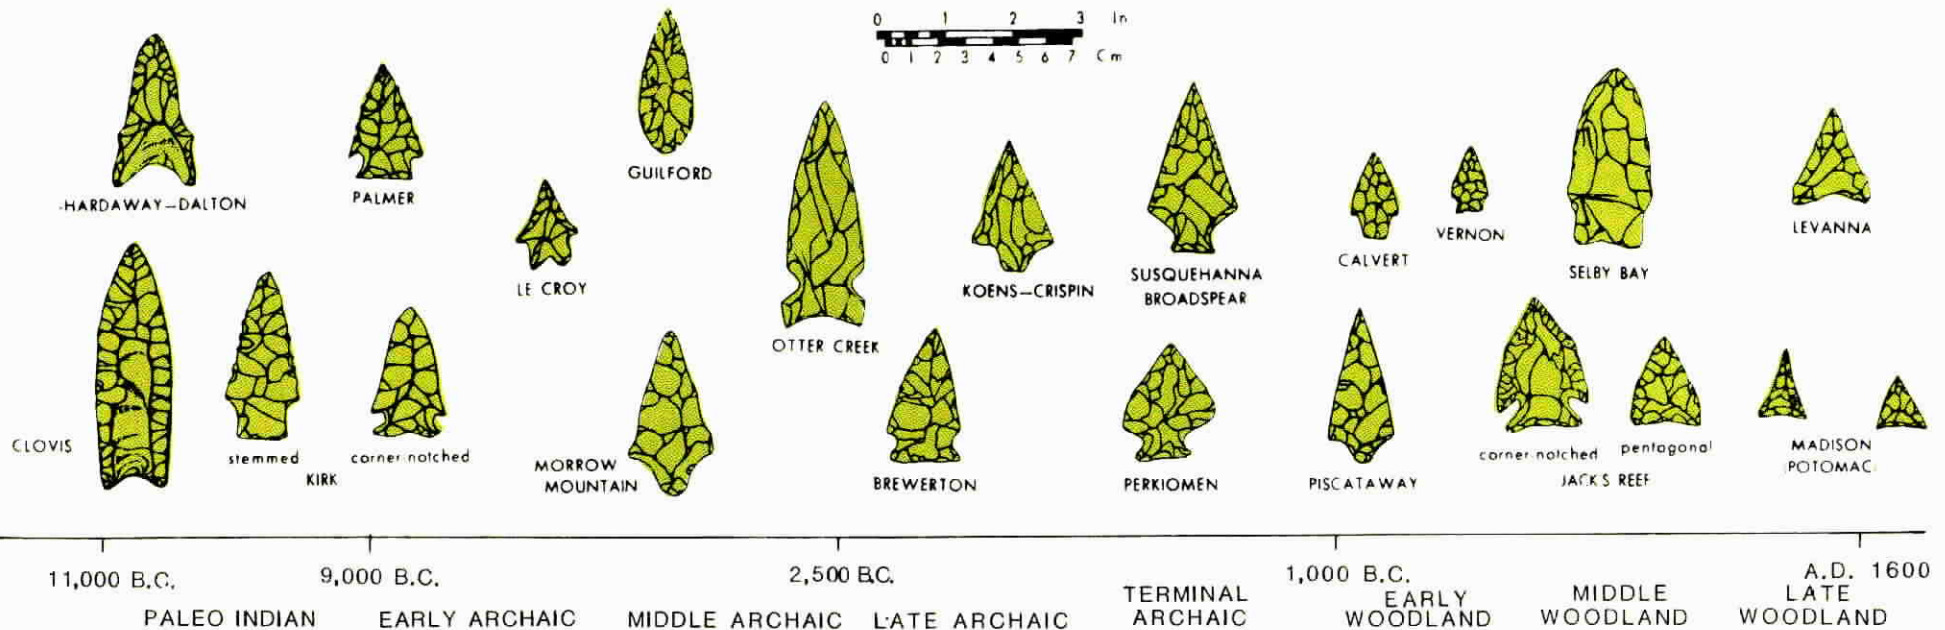 0 1 2 3 In
0 1 2 3 4 5 6 7 Cm
HARDAWAY-DALTON
PALMER
GUILFORD
LE CROY
OTTER CREEK
KOENS-CRISPIN
SUSQUEHANNA
BROADSPEAR
CALVERT
VERNON
SELBY BAY
LEVANNA
CLOVIS
stemmed
corner-notched
KIRK
MORROW
MOUNTAIN
BREWERTON
PERKIOMEN
PISCATAWAY
corner-notched
pentagonal
JACK'S REEF
MADISON
(POTOMAC)
11,000 B.C.
9,000 B.C.
2,500 B.C.
1,000 B.C.
A.D. 1600
PALEO INDIAN
EARLY ARCHAIC
MIDDLE ARCHAIC
LATE ARCHAIC
TERMINAL
ARCHAIC
EARLY
WOODLAND
MIDDLE
WOODLAND
LATE
WOODLAND